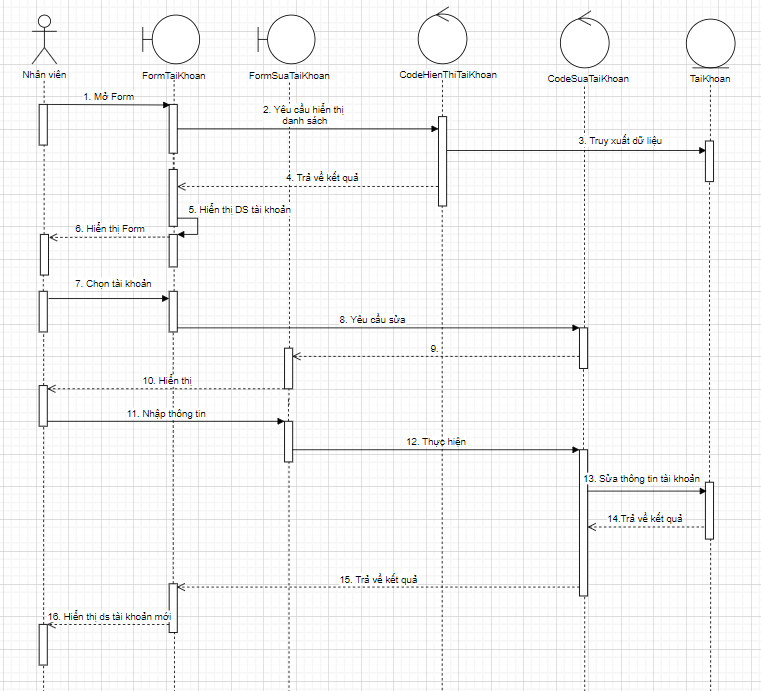 Nhân viên
FormTaiKhoan
FormSuaTaiKhoan
CodeHienThiTaiKhoan
CodeSuaTaiKhoan
TaiKhoan
1. Mở Form
2. Yêu cầu hiển thị
danh sách
3. Truy xuất dữ liệu
4. Trả về kết quả
5. Hiển thị DS tài khoản
6. Hiển thị Form
7. Chọn tài khoản
8. Yêu cầu sửa
9.
10. Hiển thị
11. Nhập thông tin
12. Thực hiện
13. Sửa thông tin tài khoản
14.Trả về kết quả
15. Trả về kết quả
16. Hiển thị ds tài khoản mới